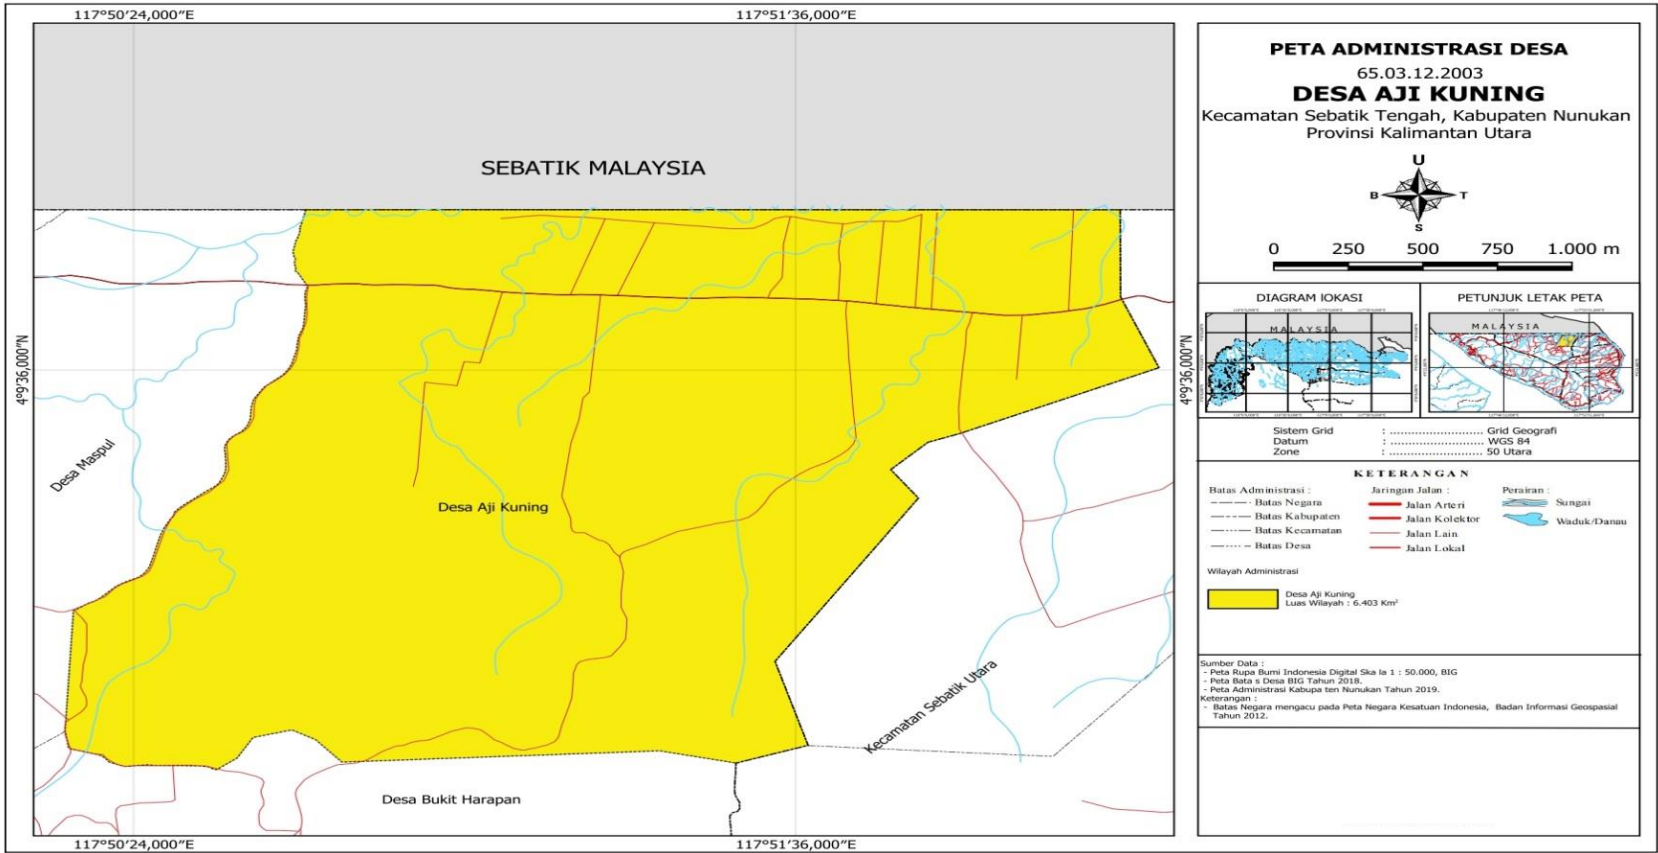 117°50′24,000″E
117°51′36,000″E
4°9′36,000″N
SEBATIK MALAYSIA
Desa Maspul
Desa Aji Kuning
Kecamatan Sebatik Utara
Desa Bukit Harapan
4°9′36,000″N
117°50′24,000″E
117°51′36,000″E
PETA ADMINISTRASI DESA
65.03.12.2003
DESA AJI KUNING
Kecamatan Sebatik Tengah, Kabupaten Nunukan
Provinsi Kalimantan Utara
U
B
T
S
0 250 500 750 1.000 m
DIAGRAM lOKASI
MALAYSIA
PETUNJUK LETAK PETA
MALAYSIA
Sistem Grid : ........................ Grid Geografi
Datum : ........................ WGS 84
Zone : ........................ 50 Utara
KETERANGAN
Batas Administrasi :
Batas Negara
Batas Kabupaten
Batas Kecamatan
Batas Desa
Jaringan Jalan :
Jalan Arteri
Jalan Kolektor
Jalan Lain
Jalan Lokal
Perairan :
Sungai
Waduk/Danau
Wilayah Administrasi
Desa Aji Kuning
Luas Wilayah : 6.403 Km²
Sumber Data :
- Peta Rupa Bumi Indonesia Digital Ska la 1 : 50.000, BIG
- Peta Bata s Desa BIG Tahun 2018.
- Peta Administrasi Kabupa ten Nunukan Tahun 2019.
Keterangan :
- Batas Negara mengacu pada Peta Negara Kesatuan Indonesia, Badan Informasi Geospasial
Tahun 2012.